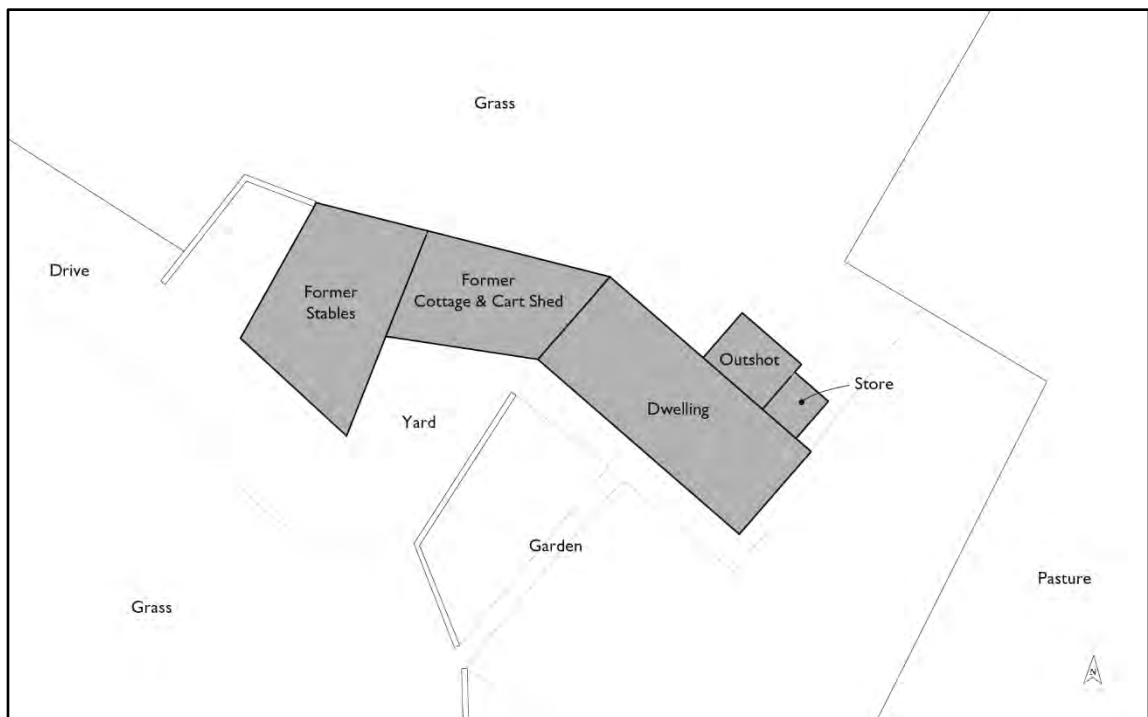 Grass
Drive
Former
Stables
Former
Cottage & Cart Shed
Outshot
Store
Dwelling
Yard
Garden
Grass
Pasture
N